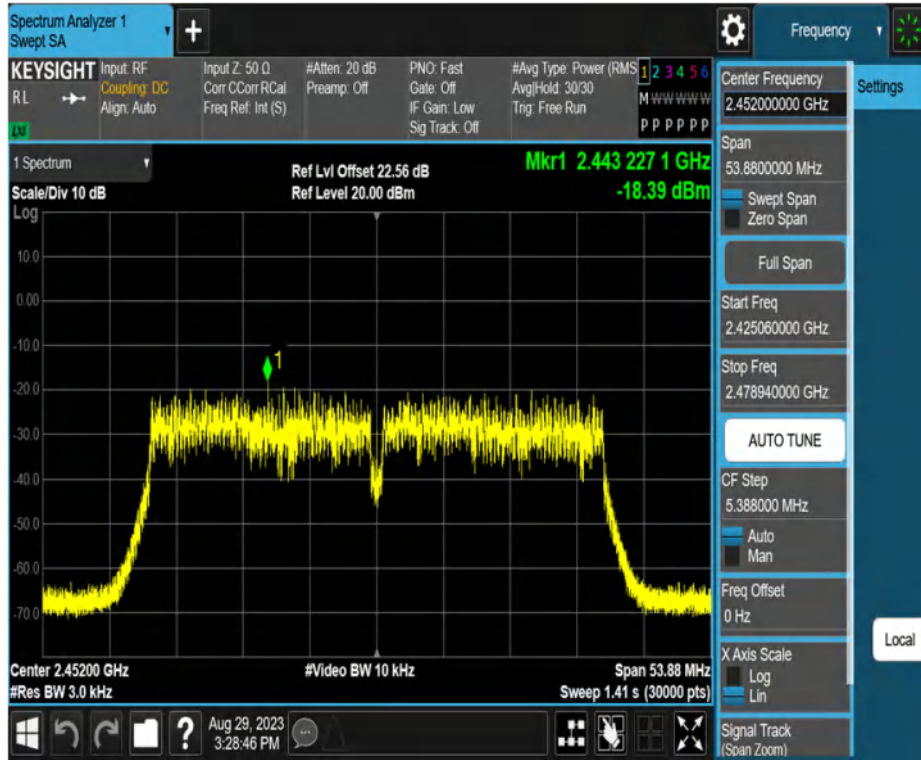 Spectrum Analyzer 1
Swept SA
Frequency
KEYSIGHT
RL
LXI
Input: RF
Coupling: DC
Align: Auto
Input Z: 50 Ω
Corr CCorr RCal
Freq Ref: Int (S)
#Atten: 20 dB
Preamp: Off
PNO: Fast
Gate: Off
IF Gain: Low
Sig Track: Off
#Avg Type: Power (RMS
Avg|Hold: 30/30
Trig: Free Run
1 2 3 4 5 6
M W W W W W
P P P P P P
1 Spectrum
Scale/Div 10 dB
Log
Ref Lvl Offset 22.56 dB
Ref Level 20.00 dBm
Mkr1 2.443 227 1 GHz
-18.39 dBm
10.0
0.00
-10.0
-20.0
-30.0
-40.0
-50.0
-60.0
-70.0
1
Center 2.45200 GHz
#Res BW 3.0 kHz
#Video BW 10 kHz
Span 53.88 MHz
Sweep 1.41 s (30000 pts)
Aug 29, 2023
3:28:46 PM
Center Frequency
2.452000000 GHz
Span
53.8800000 MHz
Swept Span
Zero Span
Full Span
Start Freq
2.425060000 GHz
Stop Freq
2.478940000 GHz
AUTO TUNE
CF Step
5.388000 MHz
Auto
Man
Freq Offset
0 Hz
X Axis Scale
Log
Lin
Signal Track
(Span Zoom)
Settings
Local